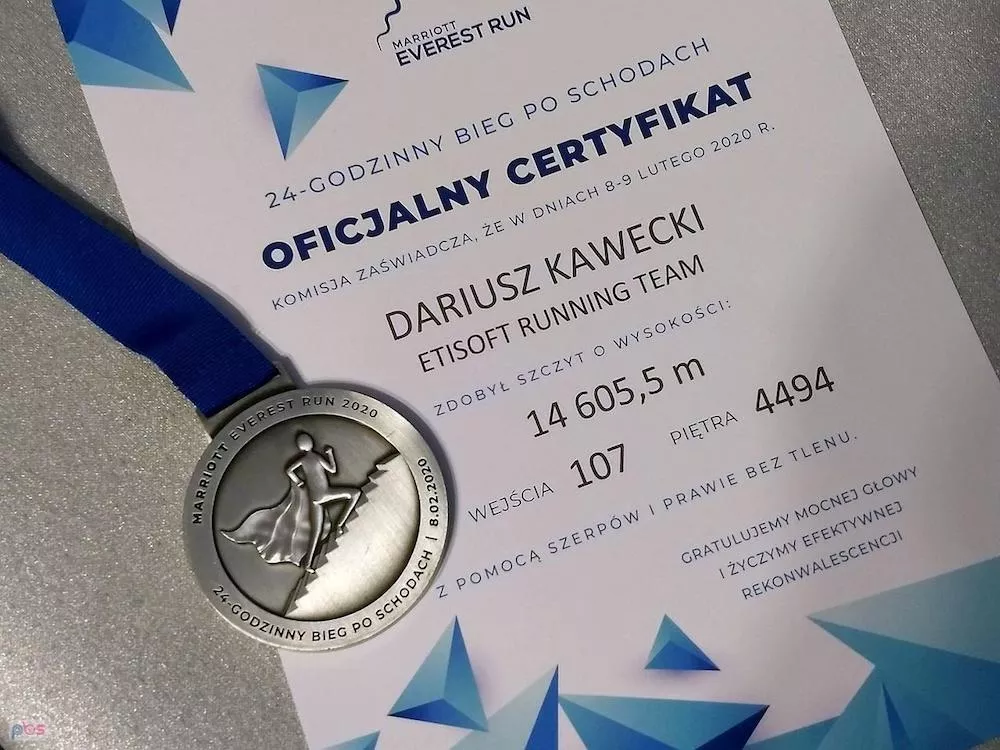 MARRIOTT
EVEREST RUN
24-GODZINNY BIEG PO SCHODACH
OFICJALNY CERTYFIKAT
KOMISJA ZAŚWIADCZA, ŻE W DNIACH 8-9 LUTEGO 2020 R.
DARIUSZ KAWECKI
ETISOFT RUNNING TEAM
ZDOBYŁ SZCZYT O WYSOKOŚCI:
14 605,5 m
WEJŚCIA 107 PIĘTRA 4494
Z POMOCĄ SZERPÓW I PRAWIE BEZ TLENU.
GRATULUJEMY MOCNEJ GŁOWY
I ŻYCZYMY EFEKTYWNEJ
REKONWALESCENCJI
MARRIOTT EVEREST RUN 2020
24-GODZINNY BIEG PO SCHODACH | 8.02.2020
pbs